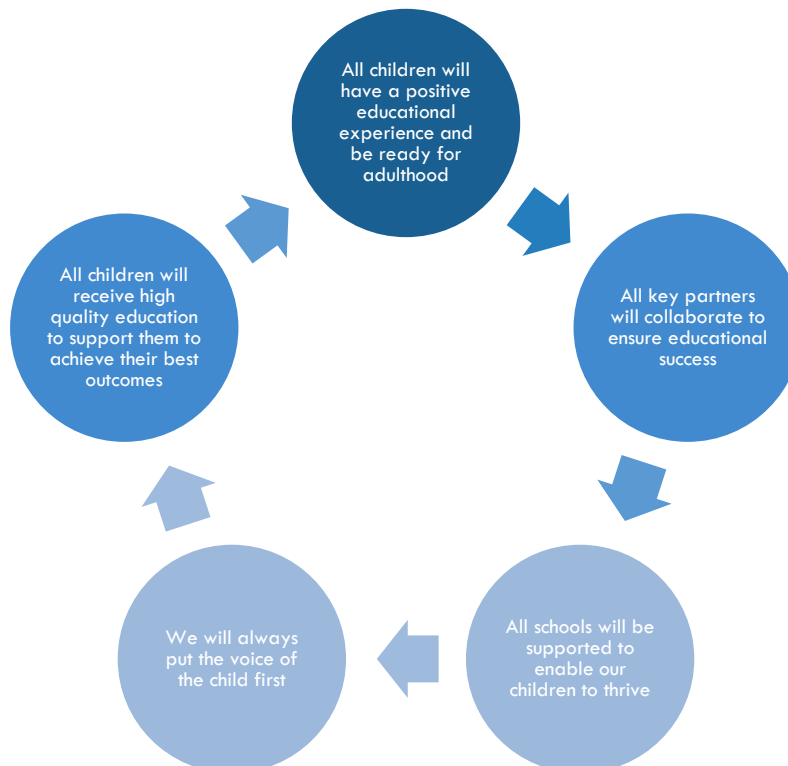 All children will
have a positive
educational
experience and
be ready for
adulthood
All key partners
will collaborate to
ensure educational
success
All schools will be
supported to
enable our
children to thrive
We will always
put the voice of
the child first
All children will
receive high
quality education
to support them to
achieve their best
outcomes